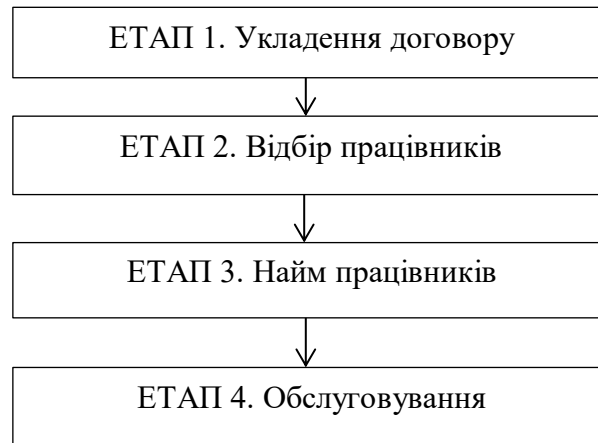 ЕТАП 1. Укладення договору
ЕТАП 2. Відбір працівників
ЕТАП 3. Найм працівників
ЕТАП 4. Обслуговування